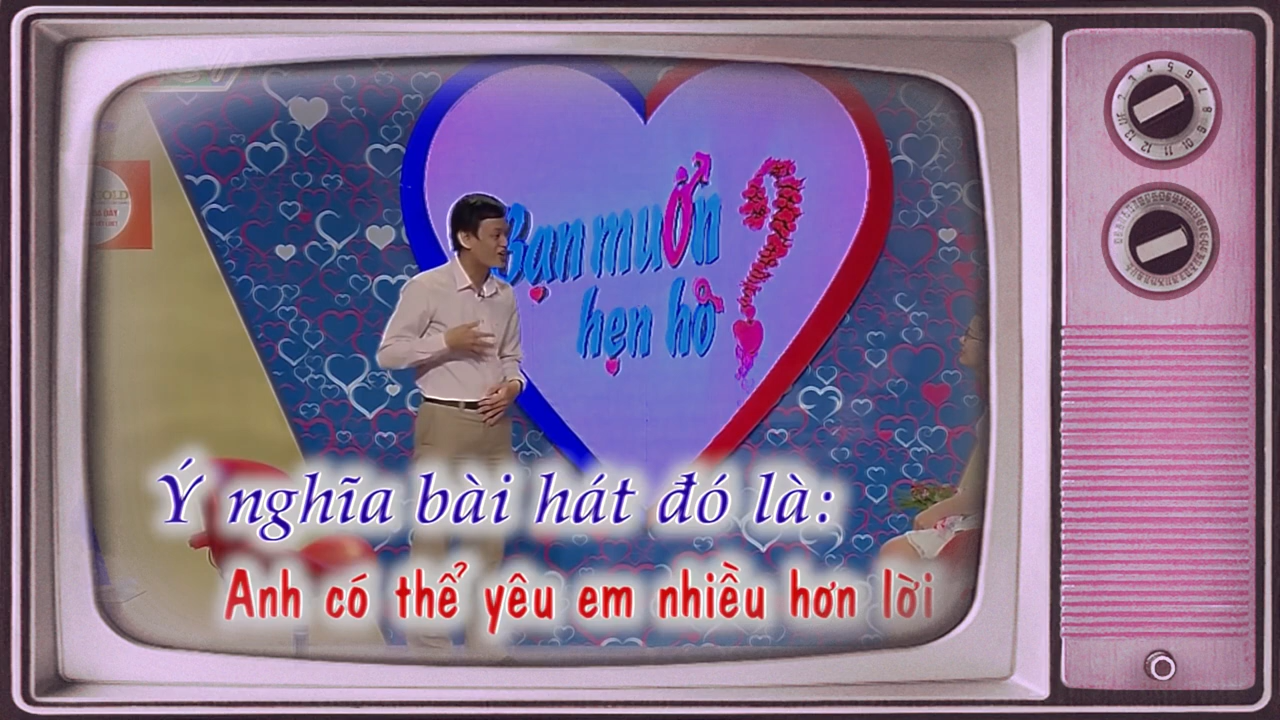 Bạn muốn
hẹn hò
Ý nghĩa bài hát đó là:
Anh có thể yêu em nhiều hơn lời